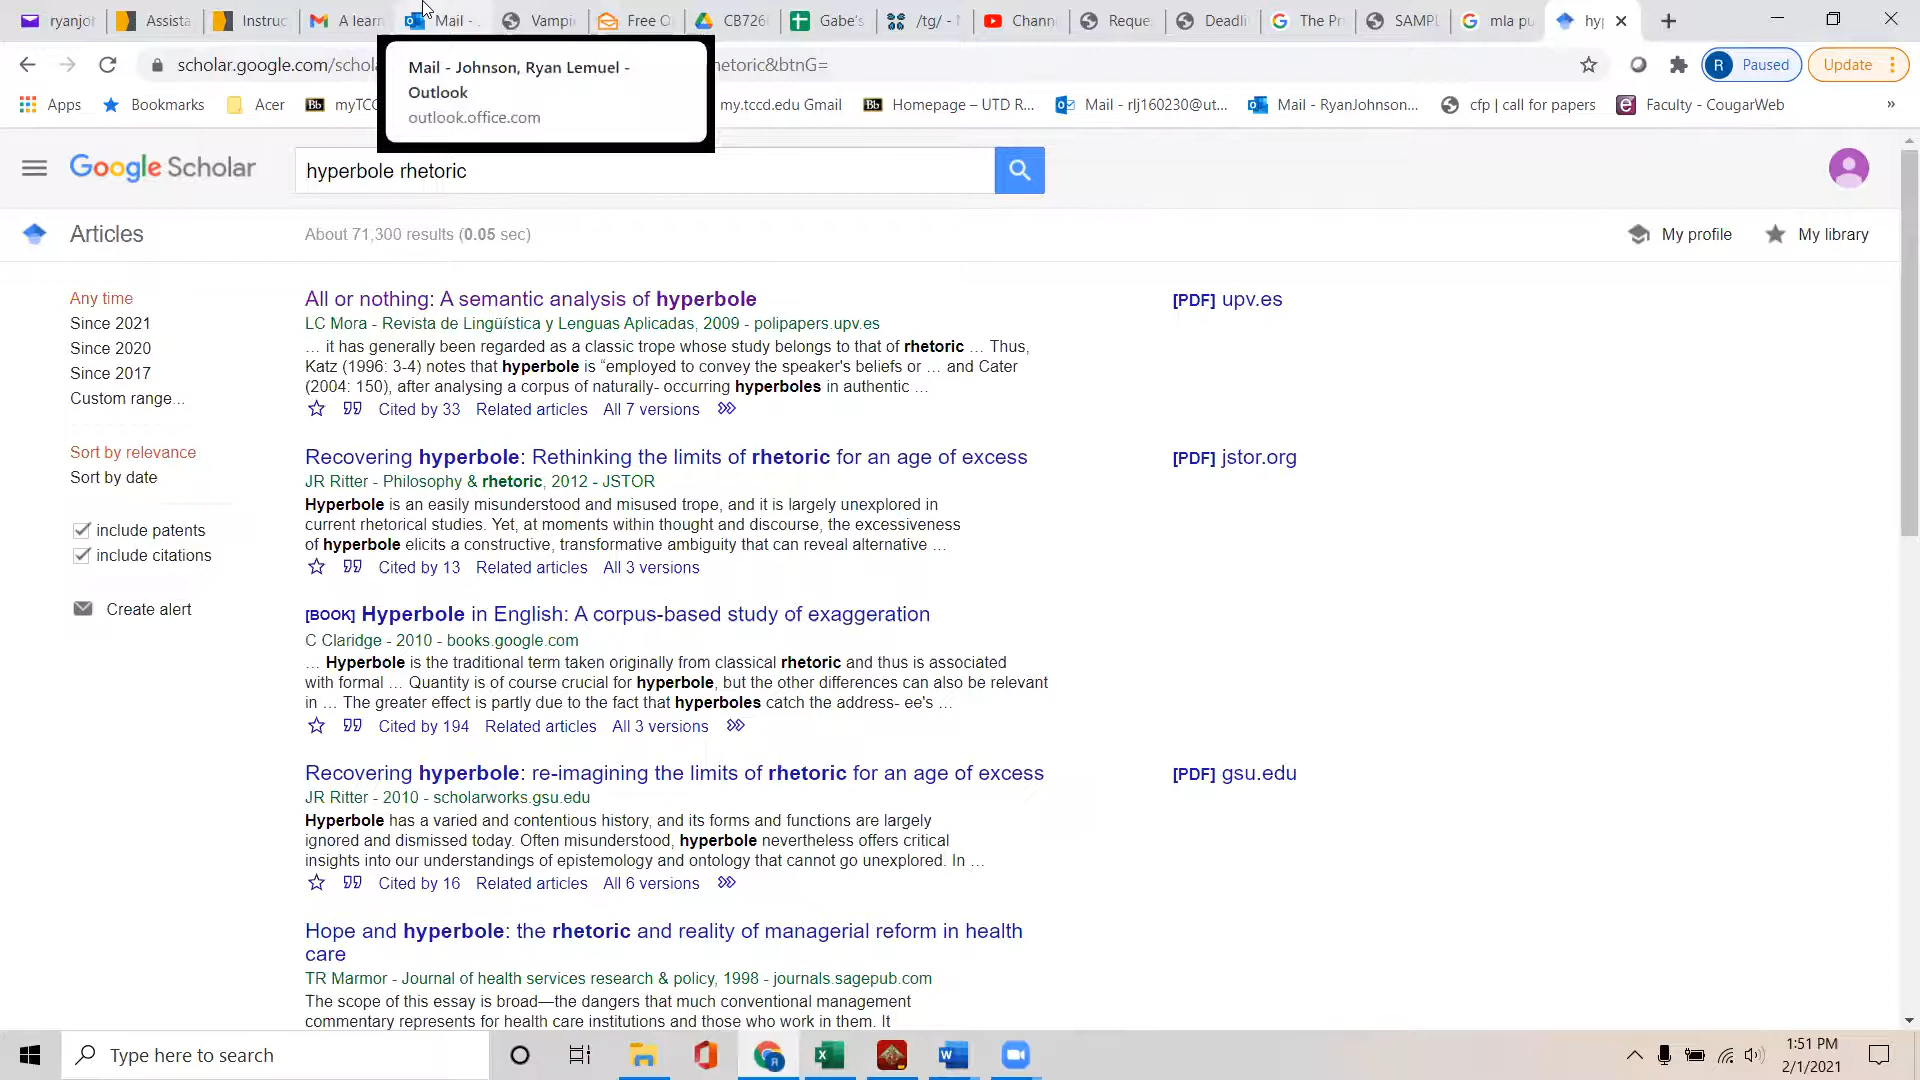 ryanjoh
Assista
Instruc
A learn
Mail -
Vampi
Free O
CB726
Gabe's
/tg/ -
Chann
Reque
Deadli
The Pr
SAMPL
mla pu
hyp
scholar.google.com/schola
hetoric&btnG=
R Paused
Update
Mail - Johnson, Ryan Lemuel -
Outlook
outlook.office.com
Apps
Bookmarks
Acer
Bb myTCC
my.tccd.edu Gmail
Bb Homepage – UTD R...
Mail - rlj160230@ut...
Mail - RyanJohnson...
cfp | call for papers
Faculty - CougarWeb
»
Google Scholar
hyperbole rhetoric
Articles
About 71,300 results (0.05 sec)
My profile
My library
Any time
Since 2021
Since 2020
Since 2017
Custom range...
Sort by relevance
Sort by date
include patents
include citations
Create alert
All or nothing: A semantic analysis of hyperbole
LC Mora - Revista de Lingüística y Lenguas Aplicadas, 2009 - polipapers.upv.es
… it has generally been regarded as a classic trope whose study belongs to that of rhetoric … Thus,
Katz (1996: 3-4) notes that hyperbole is “employed to convey the speaker's beliefs or … and Cater
(2004: 150), after analysing a corpus of naturally- occurring hyperboles in authentic …
Cited by 33 Related articles All 7 versions
[PDF] upv.es
Recovering hyperbole: Rethinking the limits of rhetoric for an age of excess
JR Ritter - Philosophy & rhetoric, 2012 - JSTOR
Hyperbole is an easily misunderstood and misused trope, and it is largely unexplored in
current rhetorical studies. Yet, at moments within thought and discourse, the excessiveness
of hyperbole elicits a constructive, transformative ambiguity that can reveal alternative …
Cited by 13 Related articles All 3 versions
[PDF] jstor.org
[BOOK] Hyperbole in English: A corpus-based study of exaggeration
C Claridge - 2010 - books.google.com
… Hyperbole is the traditional term taken originally from classical rhetoric and thus is associated
with formal … Quantity is of course crucial for hyperbole, but the other differences can also be relevant
in … The greater effect is partly due to the fact that hyperboles catch the address- ee's …
Cited by 194 Related articles All 3 versions
Recovering hyperbole: re-imagining the limits of rhetoric for an age of excess
JR Ritter - 2010 - scholarworks.gsu.edu
Hyperbole has a varied and contentious history, and its forms and functions are largely
ignored and dismissed today. Often misunderstood, hyperbole nevertheless offers critical
insights into our understandings of epistemology and ontology that cannot go unexplored. In …
Cited by 16 Related articles All 6 versions
[PDF] gsu.edu
Hope and hyperbole: the rhetoric and reality of managerial reform in health
care
TR Marmor - Journal of health services research & policy, 1998 - journals.sagepub.com
The scope of this essay is broad—the dangers that much conventional management
commentary represents for health care institutions and those who work in them. It
Type here to search
1:51 PM
2/1/2021